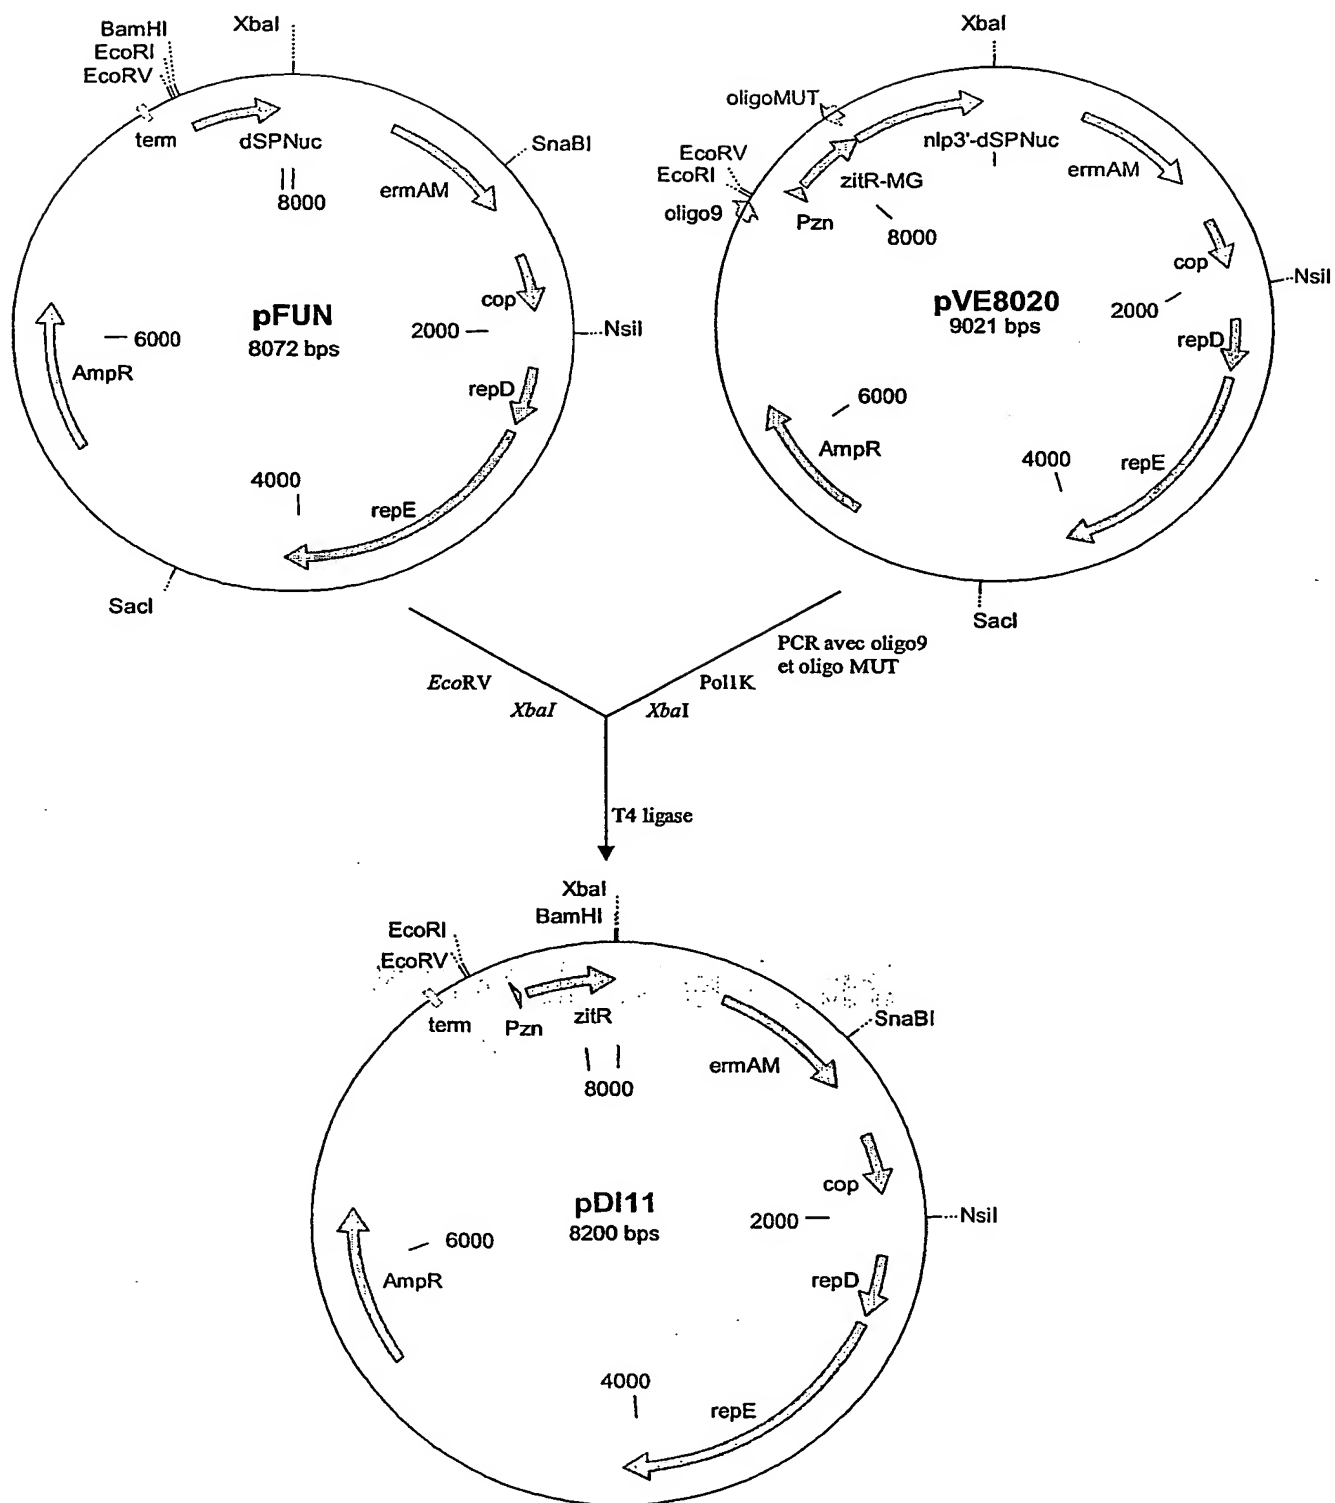 XbaI
BamHI
EcoRI
EcoRV
term
dSPNuc
8000
SnaBI
ermAM
cop
pFUN
8072 bps
2000
NsiI
6000
AmpR
repD
4000
repE
SacI
XbaI
oligoMUT
nlp3'-dSPNuc
EcoRV
EcoRI
oligo9
zitR-MG
ermAM
Pzn
8000
cop
NsiI
pVE8020
9021 bps
2000
repD
6000
AmpR
4000
repE
SacI
PCR avec oligo9
et oligo MUT
EcoRV
XbaI
Pol1K
XbaI
T4 ligase
XbaI
BamHI
EcoRI
EcoRV
term
Pzn
zitR
SnaBI
8000
ermAM
cop
pDI11
8200 bps
2000
NsiI
6000
AmpR
repD
4000
repE